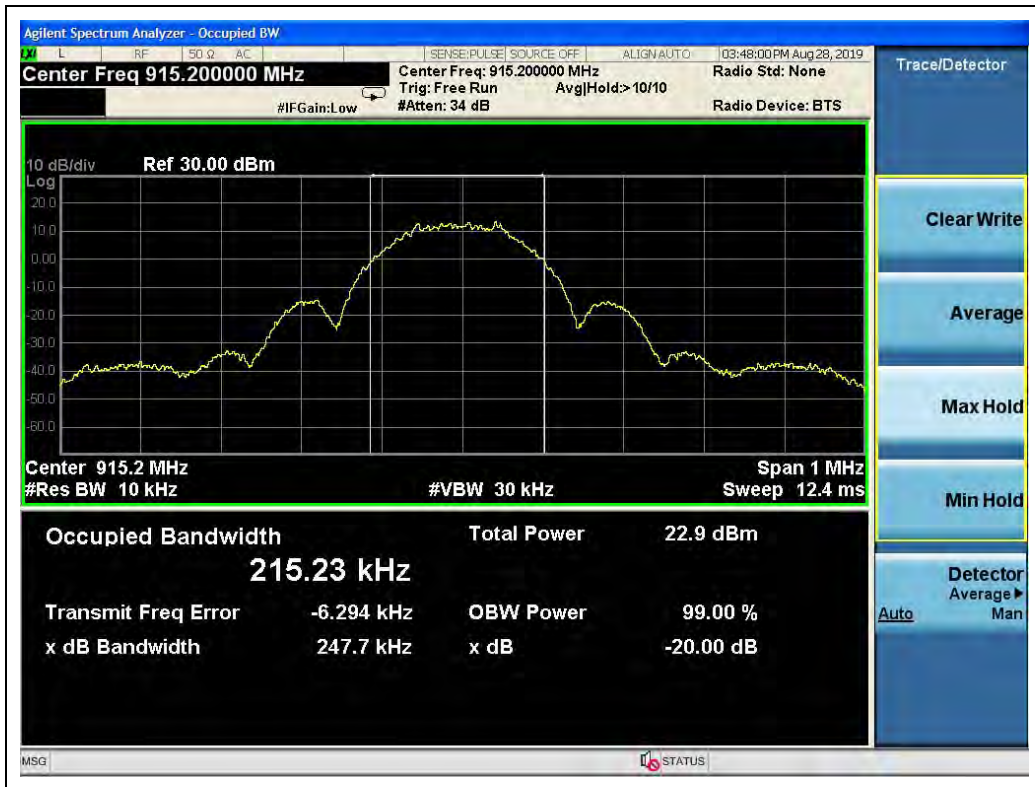 Agilent Spectrum Analyzer - Occupied BW
LXI L RF 50 Ω AC SENSE:PULSE SOURCE OFF ALIGN AUTO 03:48:00 PM Aug 28, 2019
Center Freq 915.200000 MHz
Center Freq: 915.200000 MHz
Radio Std: None
Trig: Free Run Avg|Hold:>10/10
#IFGain:Low
#Atten: 34 dB
Radio Device: BTS
10 dB/div Ref 30.00 dBm
Log
20.0
10.0
0.00
-10.0
-20.0
-30.0
-40.0
-50.0
-60.0
Center 915.2 MHz
Span 1 MHz
#Res BW 10 kHz
#VBW 30 kHz
Sweep 12.4 ms
Occupied Bandwidth
215.23 kHz
Total Power 22.9 dBm
Transmit Freq Error -6.294 kHz
OBW Power 99.00 %
x dB Bandwidth 247.7 kHz
x dB -20.00 dB
Trace/Detector
Clear Write
Average
Max Hold
Min Hold
Detector
Average
Auto Man
MSG
STATUS